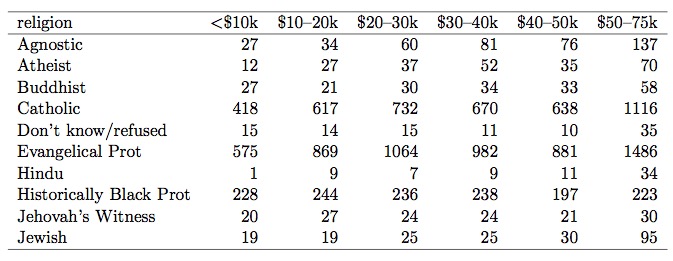 religion <$10k $10–20k $20–30k $30–40k $40–50k $50–75k
Agnostic 27 34 60 81 76 137
Atheist 12 27 37 52 35 70
Buddhist 27 21 30 34 33 58
Catholic 418 617 732 670 638 1116
Don't know/refused 15 14 15 11 10 35
Evangelical Prot 575 869 1064 982 881 1486
Hindu 1 9 7 9 11 34
Historically Black Prot 228 244 236 238 197 223
Jehovah's Witness 20 27 24 24 21 30
Jewish 19 19 25 25 30 95